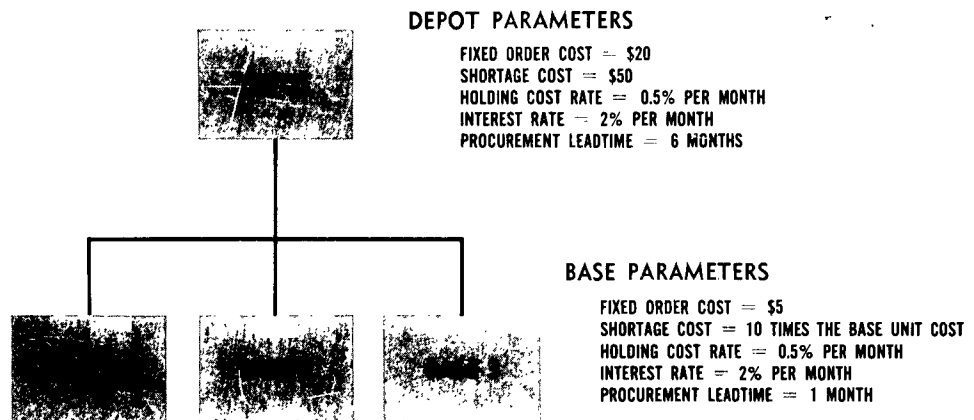 DEPOT PARAMETERS
FIXED ORDER COST = $20
SHORTAGE COST = $50
HOLDING COST RATE = 0.5% PER MONTH
INTEREST RATE = 2% PER MONTH
PROCUREMENT LEADTIME = 6 MONTHS
BASE PARAMETERS
FIXED ORDER COST = $5
SHORTAGE COST = 10 TIMES THE BASE UNIT COST
HOLDING COST RATE = 0.5% PER MONTH
INTEREST RATE = 2% PER MONTH
PROCUREMENT LEADTIME = 1 MONTH